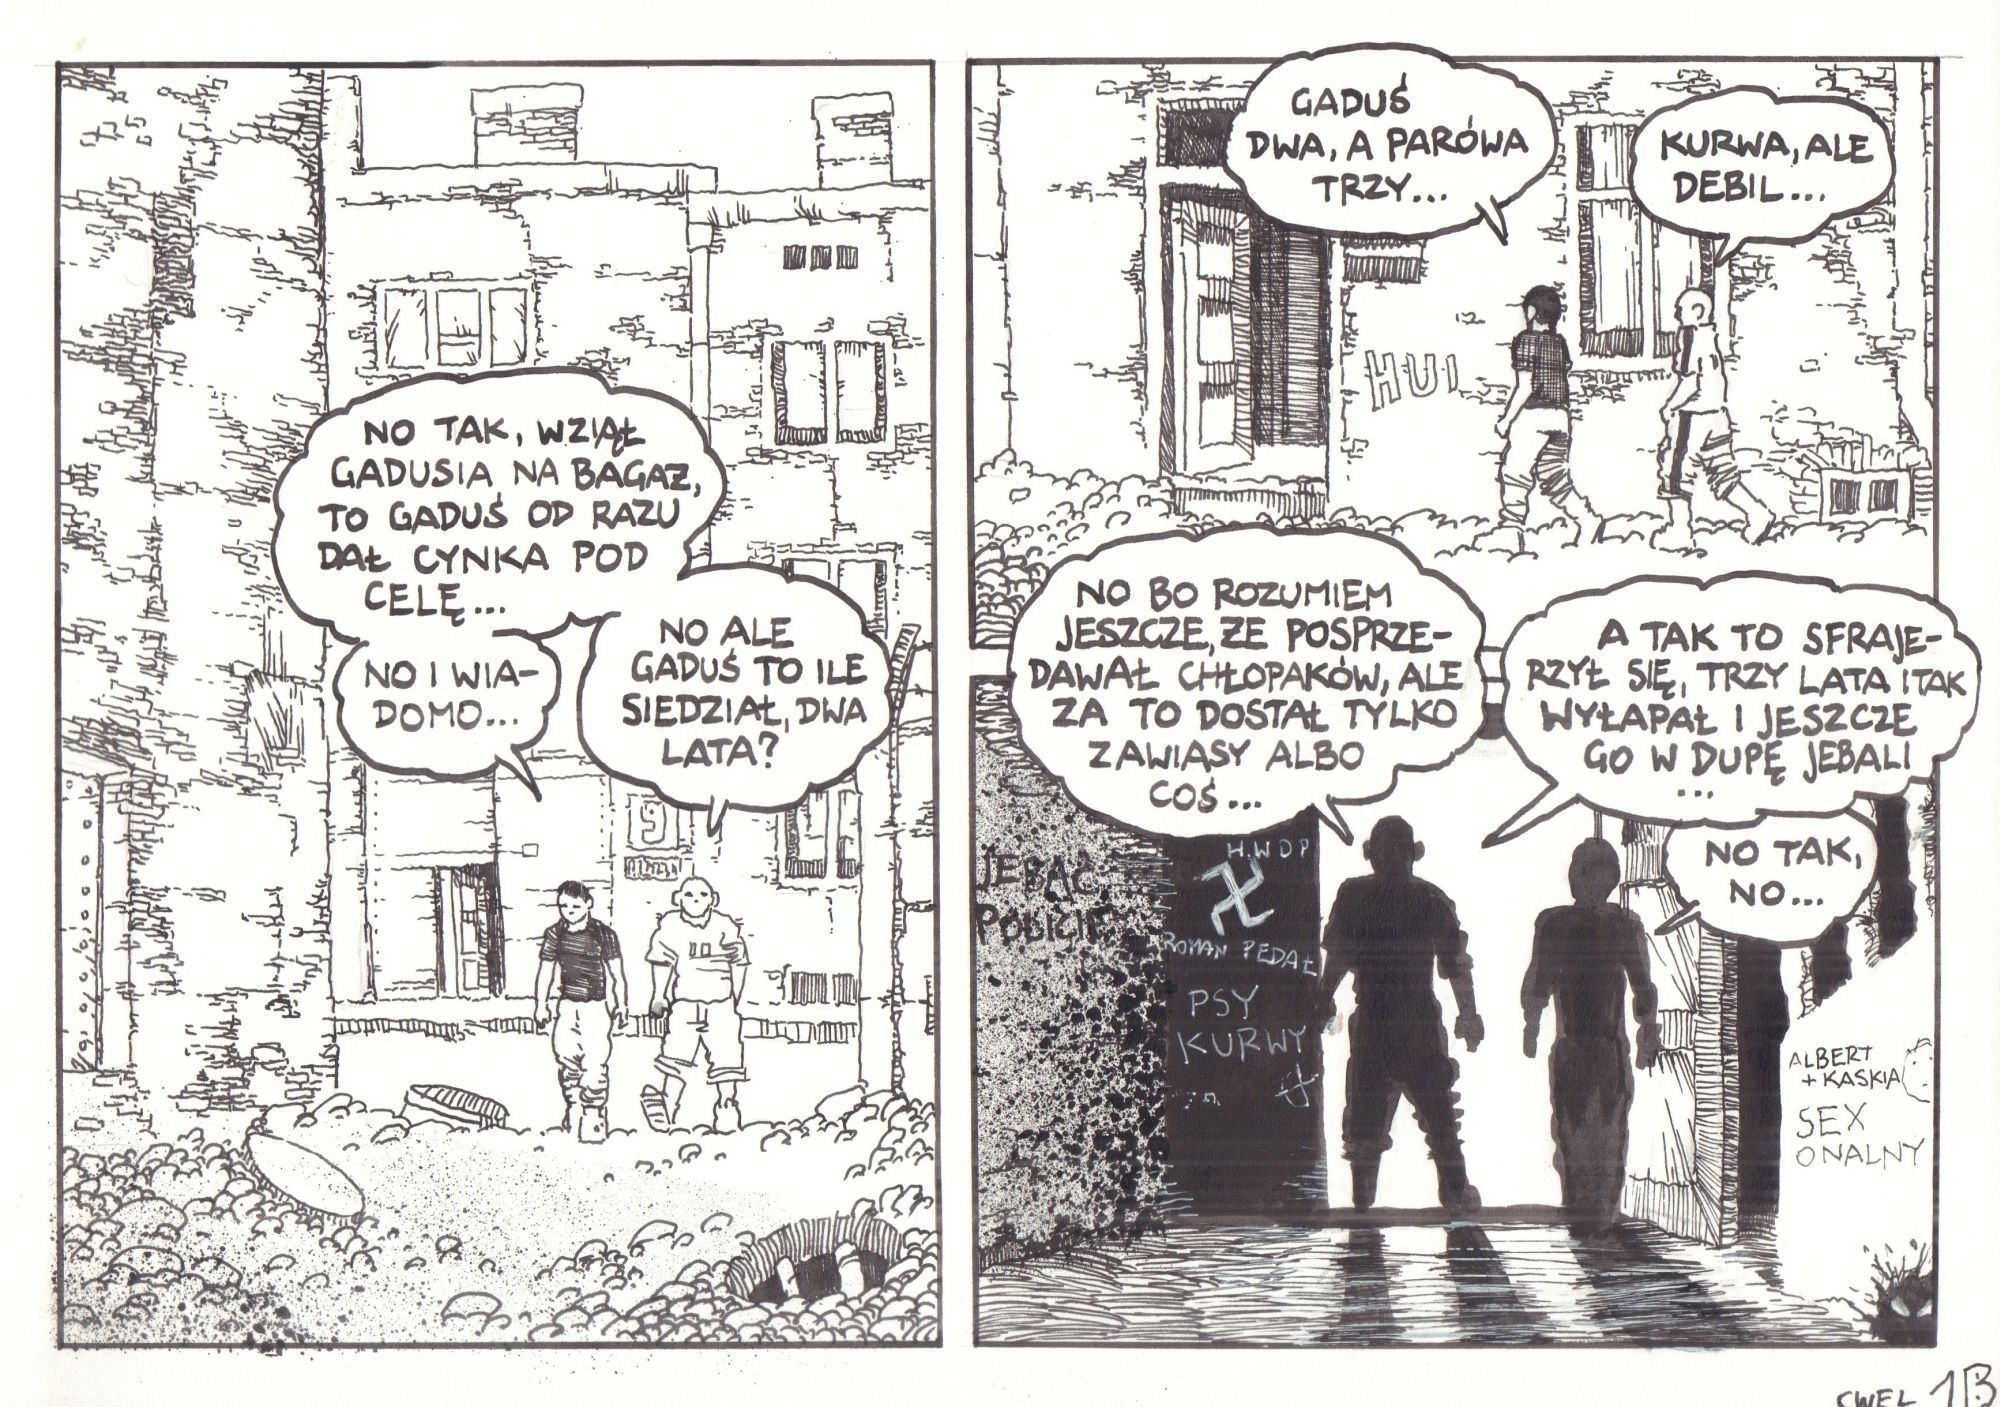 NO TAK, WZIĄŁ
GADUSIA NA BAGAŻ,
TO GADUŚ OD RAZU
DAŁ CYNKA POD
CELĘ...
NO I WIA-
DOMO...
NO ALE
GADUŚ TO ILE
SIEDZIAŁ, DWA
LATA?
9
10
GADUŚ
DWA, A PARÓWA
TRZY...
KURWA, ALE
DEBIL...
HUI
NO BO ROZUMIEM
JESZCZE, ŻE POSPRZE-
DAWAŁ CHŁOPAKÓW, ALE
ZA TO DOSTAŁ TYLKO
ZAWIASY ALBO
COŚ...
A TAK TO SFRAJE-
RZYŁ SIĘ, TRZY LATA I TAK
WYŁAPAŁ I JESZCZE
GO W DUPĘ JEBALI
...
NO TAK,
NO...
JEBAĆ
POLICJE
H.W.D.P
ROMAN PEDAŁ
PSY
KURWY
ALBERT
+ KASKIA
SEX
ONALNY
CWEL 1B